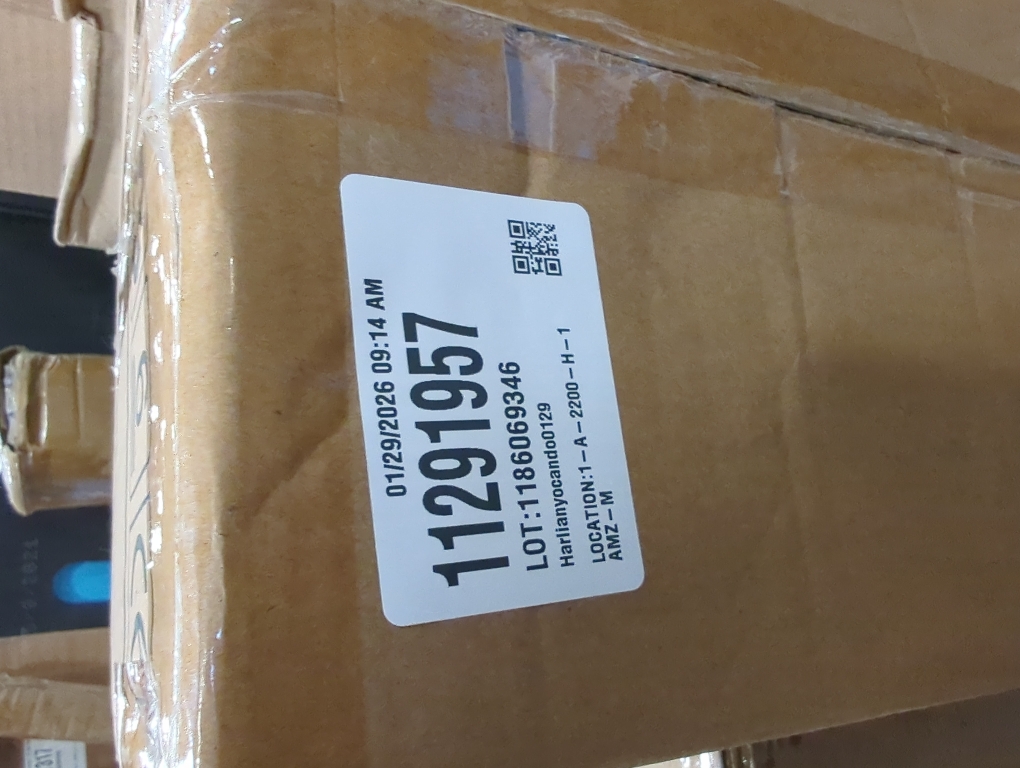 01/29/2026 09:14 AM
11291957
LOT:1186069346
Harlianyocando0129
LOCATION:1-A-2200-H-1
AMZ-M